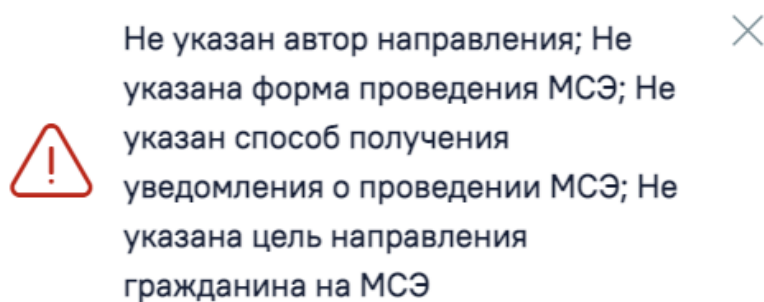 Не указан автор направления; Не
указана форма проведения МСЭ; Не
указан способ получения
уведомления о проведении МСЭ; Не
указана цель направления
гражданина на МСЭ